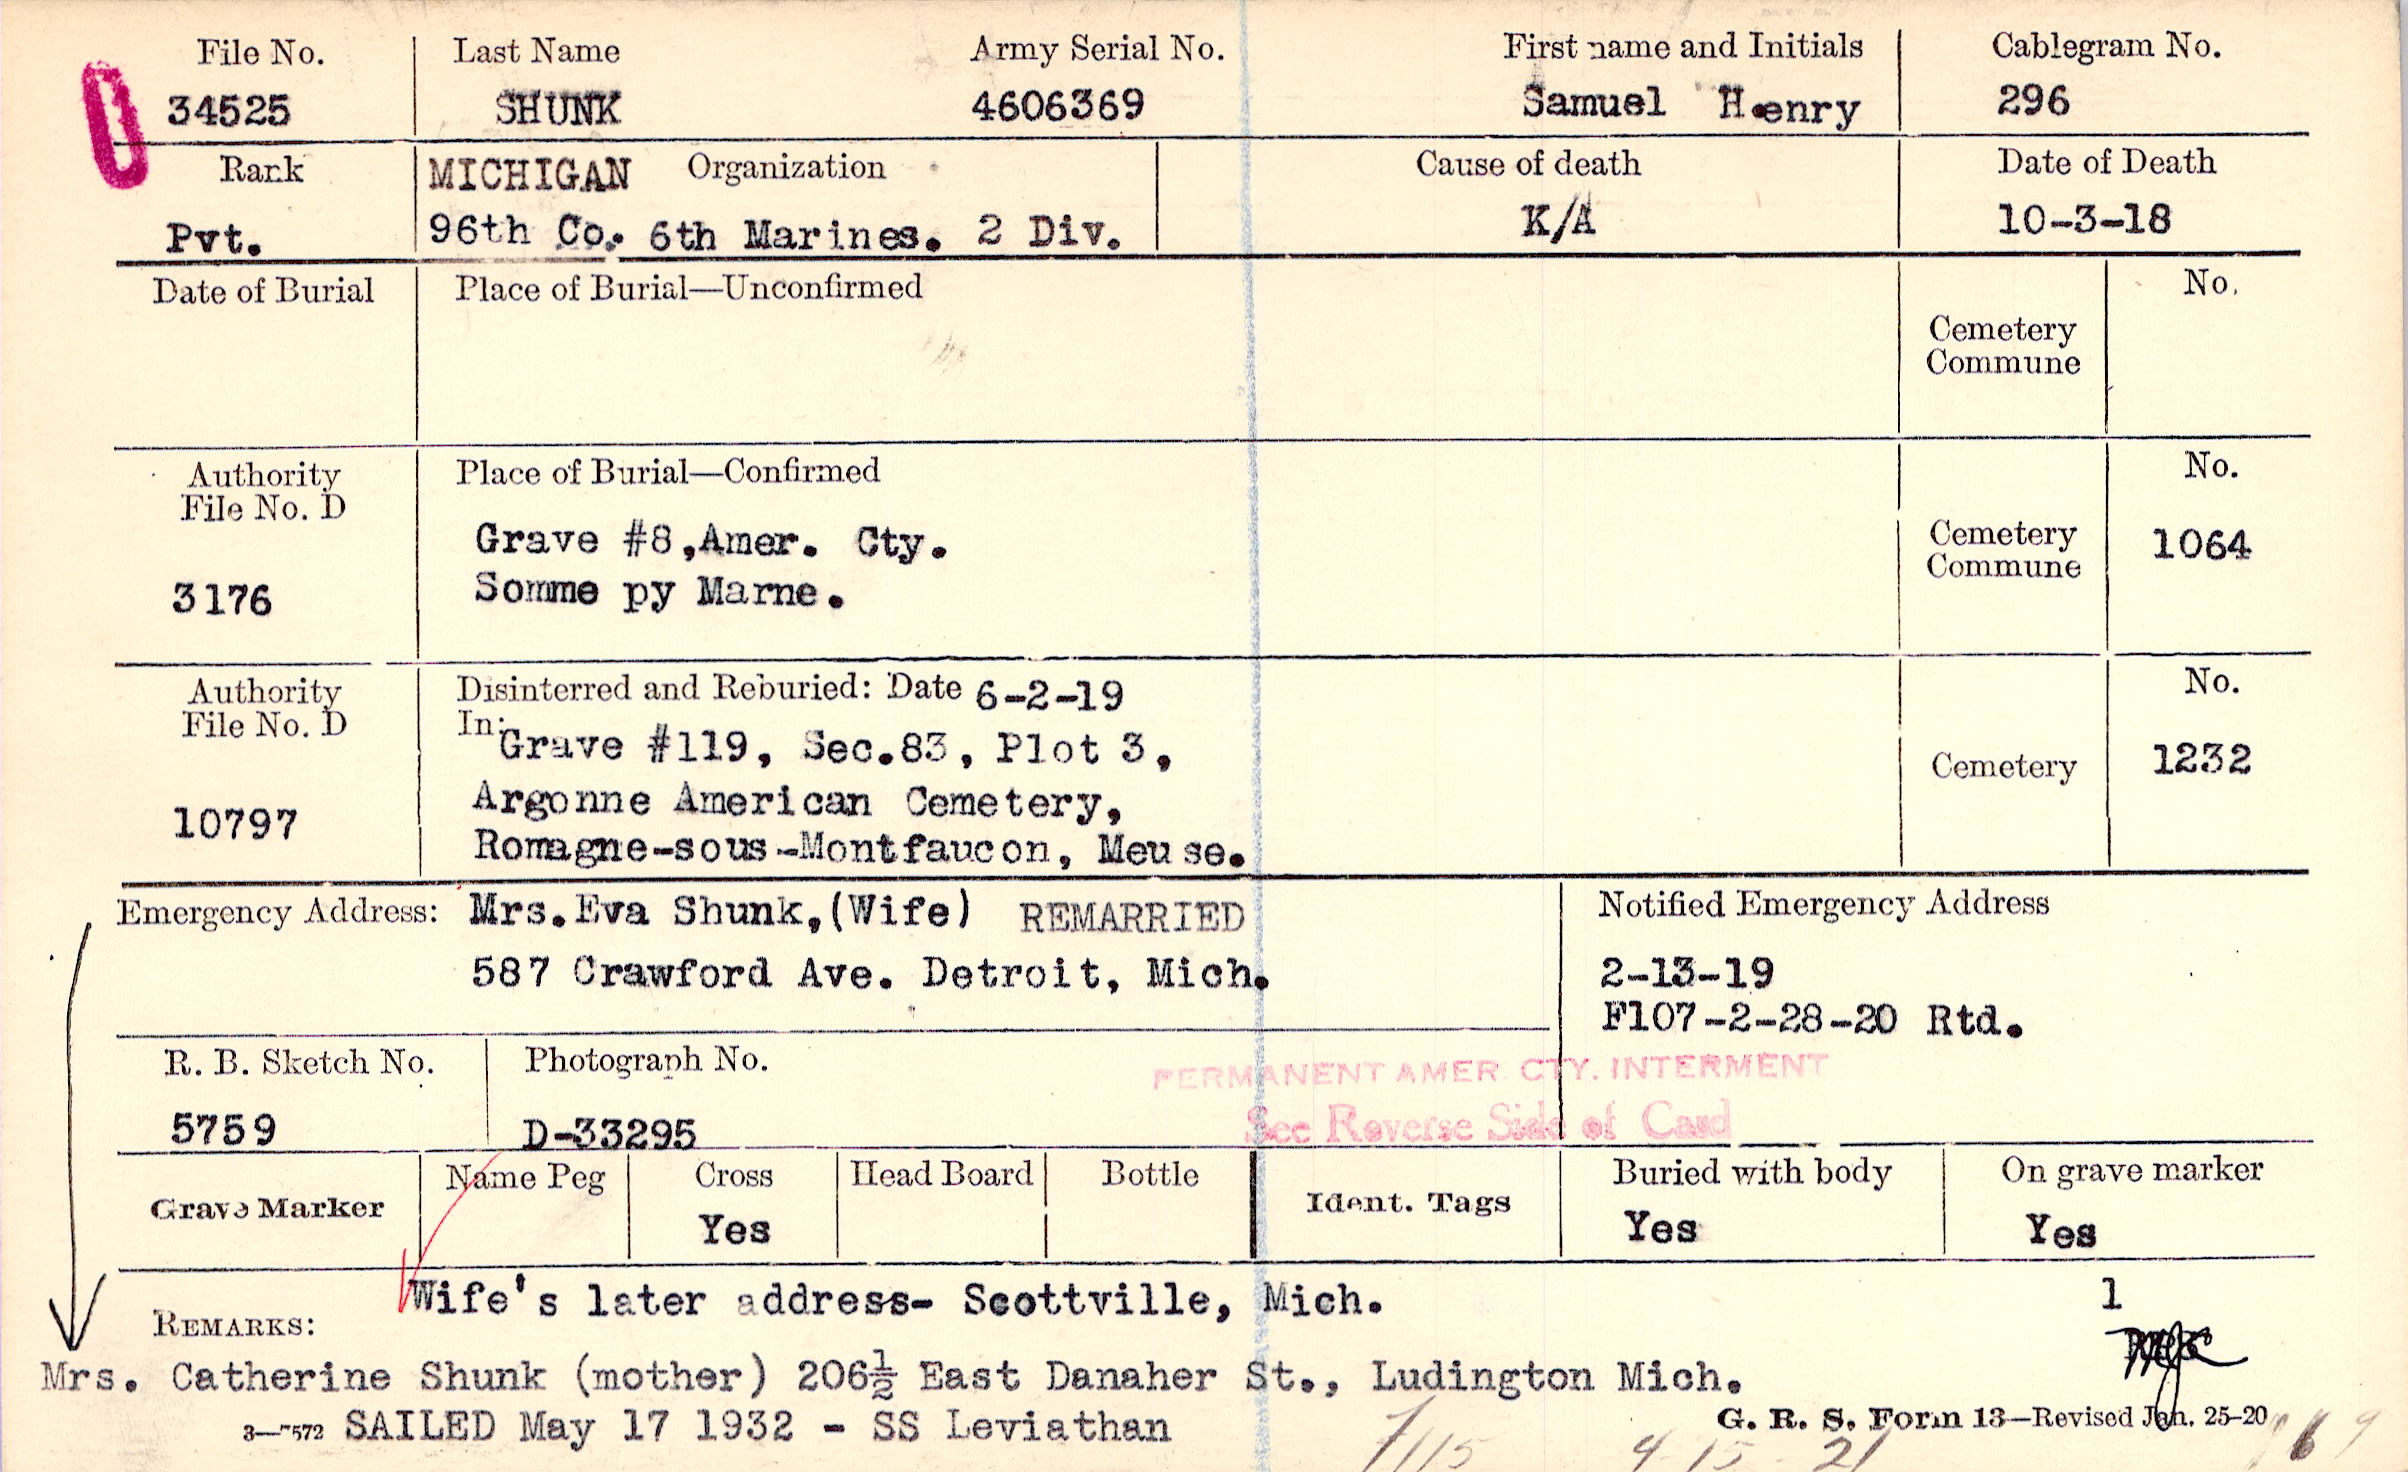 File No. Last Name Army Serial No. First name and Initials Cablegram No.
34525 SHUNK 4606369 Samuel Henry 296
Rank MICHIGAN Organization Cause of death Date of Death
Pvt. 96th Co. 6th Marines. 2 Div. K/A 10-3-18
Date of Burial Place of Burial—Unconfirmed No.
Cemetery
Commune
Authority Place of Burial—Confirmed No.
File No. D
Grave #8,Amer. Cty. Cemetery 1064
3176 Somme py Marne. Commune
Authority Disinterred and Reburied: Date 6-2-19 No.
File No. D In:
Grave #119, Sec.83, Plot 3, Cemetery 1232
10797 Argonne American Cemetery,
Romagne-sous-Montfaucon, Meuse.
Emergency Address: Mrs.Eva Shunk,(Wife) REMARRIED Notified Emergency Address
587 Crawford Ave. Detroit, Mich. 2-13-19
F107-2-28-20 Rtd.
R. B. Sketch No. Photograph No. PERMANENT AMER CTY. INTERMENT
5759 D-33295 See Reverse Side of Card
Grave Marker Name Peg Cross Head Board Bottle Ident. Tags Buried with body On grave marker
Yes Yes Yes
Wife's later address- Scottville, Mich. 1
REMARKS:
Mrs. Catherine Shunk (mother) 206½ East Danaher St., Ludington Mich.
3—7572 SAILED May 17 1932 - SS Leviathan G. R. S. Form 13—Revised Jan. 25-20
4-15-21